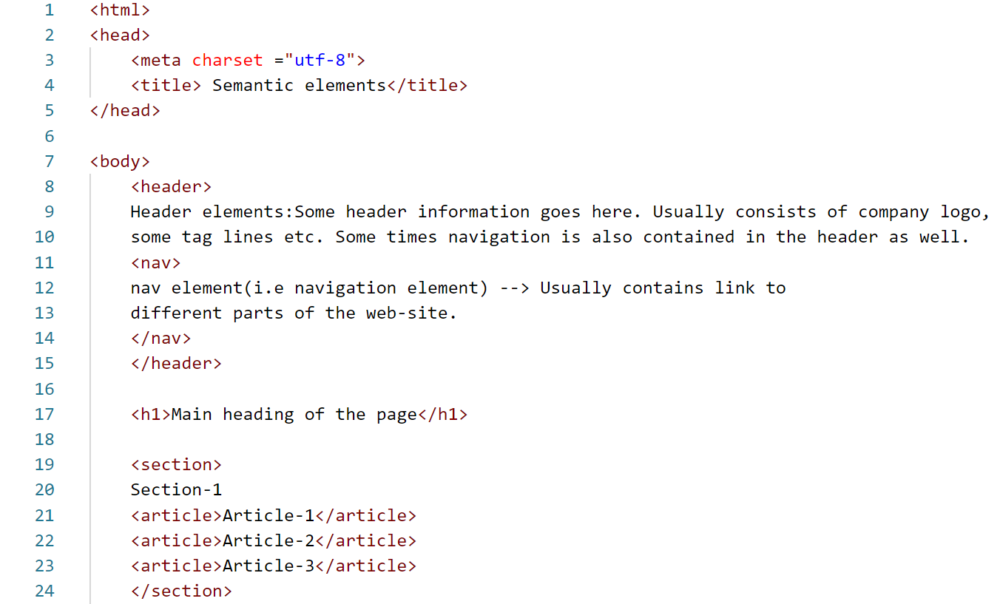 1 <html>
2 <head>
3     <meta charset ="utf-8">
4     <title> Semantic elements</title>
5 </head>
6
7 <body>
8     <header>
9     Header elements:Some header information goes here. Usually consists of company logo,
10     some tag lines etc. Some times navigation is also contained in the header as well.
11     <nav>
12     nav element(i.e navigation element) --> Usually contains link to
13     different parts of the web-site.
14     </nav>
15     </header>
16
17     <h1>Main heading of the page</h1>
18
19     <section>
20     Section-1
21     <article>Article-1</article>
22     <article>Article-2</article>
23     <article>Article-3</article>
24     </section>